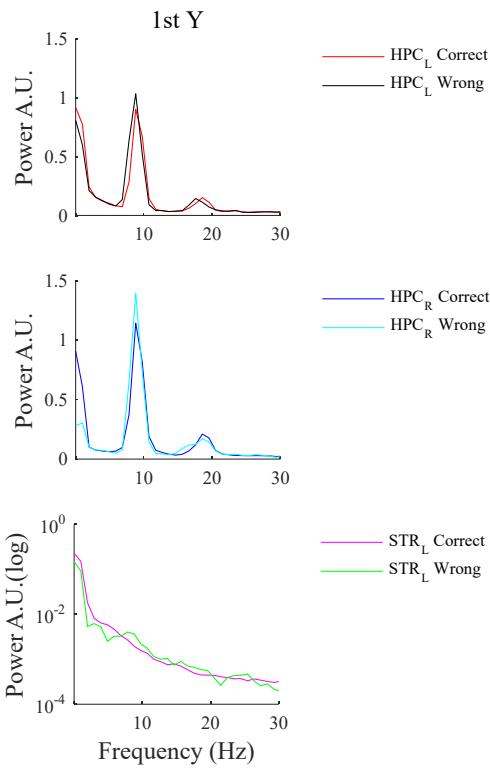 1st Y
1.5
1
0.5
0
Power A.U.
10
20
30
HPC_L Correct
HPC_L Wrong
1.5
1
0.5
0
Power A.U.
10
20
30
HPC_R Correct
HPC_R Wrong
10^0
10^-2
10^-4
Power A.U.(log)
10
20
30
Frequency (Hz)
STR_L Correct
STR_L Wrong